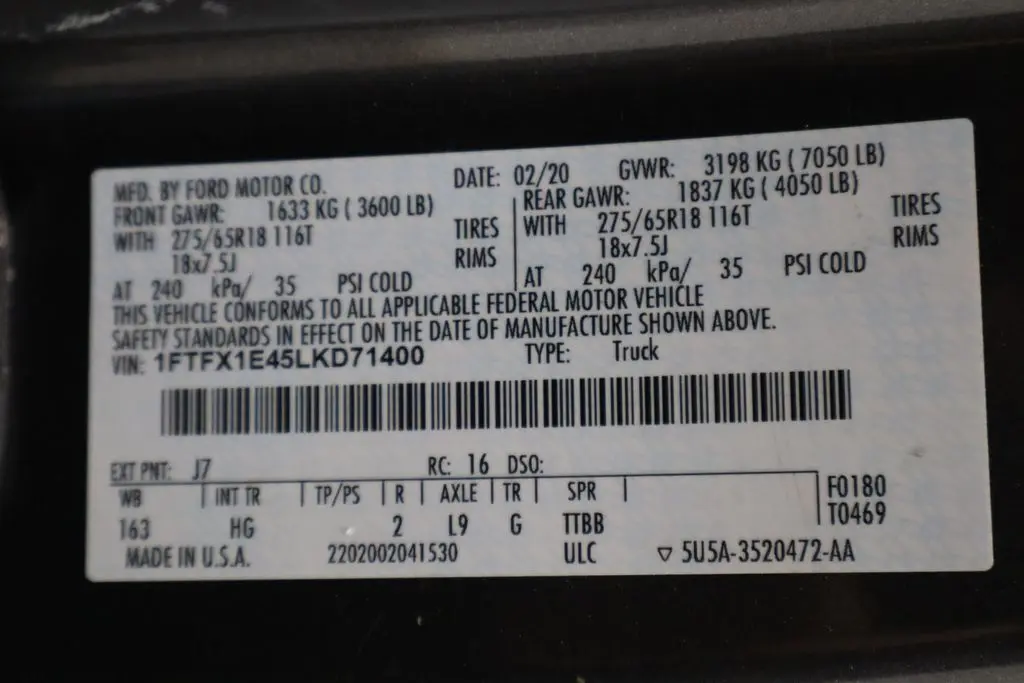 MFD. BY FORD MOTOR CO. DATE: 02/20 GVWR: 3198 KG ( 7050 LB)
FRONT GAWR: 1633 KG ( 3600 LB) REAR GAWR: 1837 KG ( 4050 LB)
WITH 275/65R18 116T TIRES WITH 275/65R18 116T TIRES
18x7.5J RIMS 18x7.5J RIMS
AT 240 kPa/ 35 PSI COLD AT 240 kPa/ 35 PSI COLD
THIS VEHICLE CONFORMS TO ALL APPLICABLE FEDERAL MOTOR VEHICLE
SAFETY STANDARDS IN EFFECT ON THE DATE OF MANUFACTURE SHOWN ABOVE.
VIN: 1FTFX1E45LKD71400 TYPE: Truck
EXT PNT: J7 RC: 16 DSO:
WB INT TR TP/PS R AXLE TR SPR F0180
163 HG 2 L9 G TTBB T0469
MADE IN U.S.A. 2202002041530 ULC ▽ 5U5A-3520472-AA